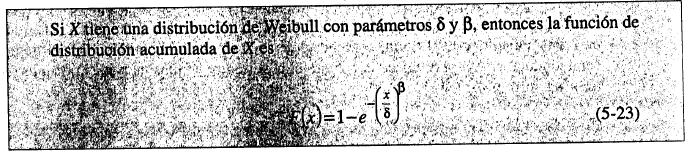 Si X tiene una distribución de Weibull con parámetros δ y β, entonces la función de
distribución acumulada de X es
F(x)=1−e^{−(x/δ)^β} (5-23)